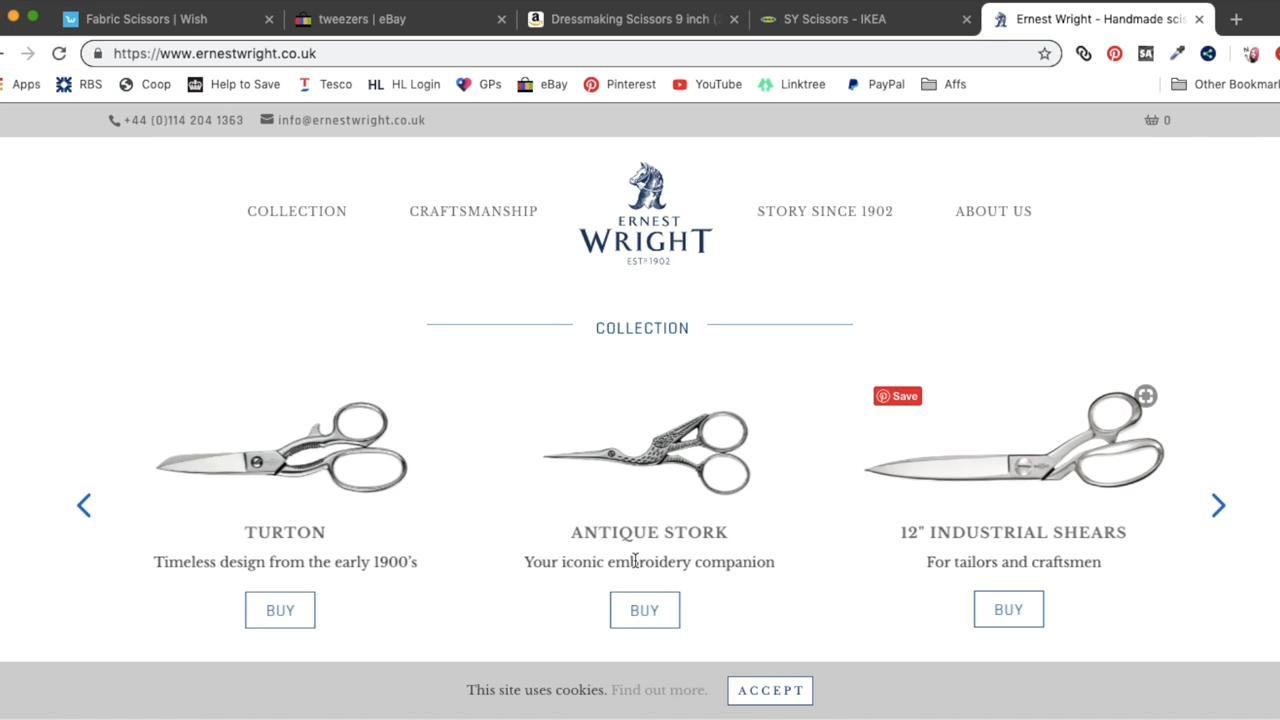 Fabric Scissors | Wish
tweezers | eBay
Dressmaking Scissors 9 inch (
SY Scissors - IKEA
Ernest Wright - Handmade scis
https://www.ernestwright.co.uk
Apps RBS Coop Help to Save Tesco HL HL Login GPs eBay Pinterest YouTube Linktree PayPal Affs Other Bookmar
+44 (0)114 204 1363 info@ernestwright.co.uk 0
COLLECTION CRAFTSMANSHIP STORY SINCE 1902 ABOUT US
ERNEST
WRIGHT
ESTD 1902
COLLECTION
Save
TURTON ANTIQUE STORK 12" INDUSTRIAL SHEARS
Timeless design from the early 1900's Your iconic embroidery companion For tailors and craftsmen
BUY BUY BUY
This site uses cookies. Find out more. ACCEPT